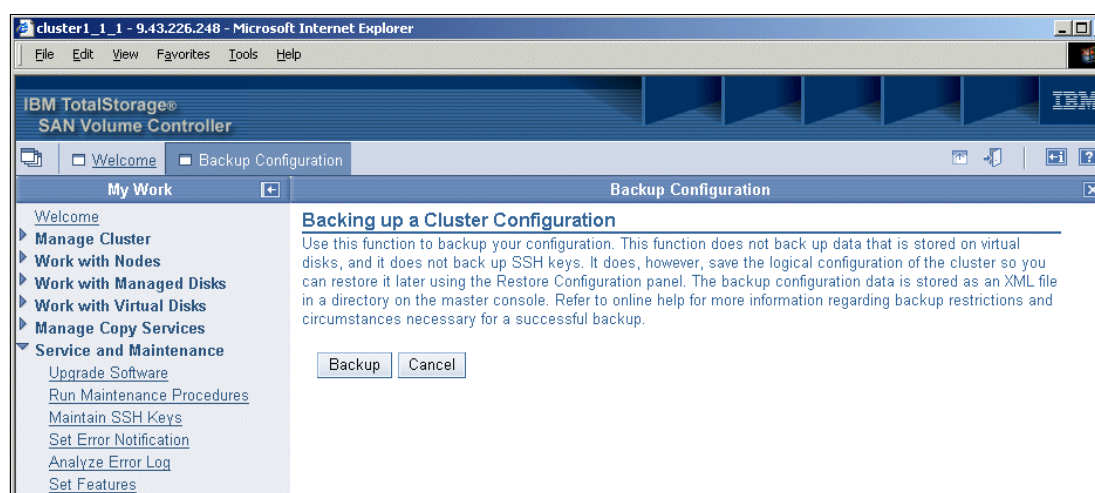 cluster1_1_1 - 9.43.226.248 - Microsoft Internet Explorer
File Edit View Favorites Tools Help
IBM TotalStorage®
SAN Volume Controller
IBM
Welcome
Backup Configuration
My Work
Backup Configuration
Welcome
Manage Cluster
Work with Nodes
Work with Managed Disks
Work with Virtual Disks
Manage Copy Services
Service and Maintenance
Upgrade Software
Run Maintenance Procedures
Maintain SSH Keys
Set Error Notification
Analyze Error Log
Set Features
Backing up a Cluster Configuration
Use this function to backup your configuration. This function does not back up data that is stored on virtual
disks, and it does not back up SSH keys. It does, however, save the logical configuration of the cluster so you
can restore it later using the Restore Configuration panel. The backup configuration data is stored as an XML file
in a directory on the master console. Refer to online help for more information regarding backup restrictions and
circumstances necessary for a successful backup.
Backup Cancel